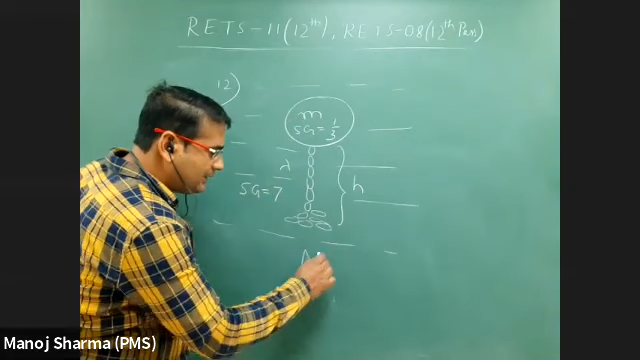 RETS-11(12th), RETS-08(12th Pass)
12)
m
SG = 1/3
λ
SG = 7
h
Manoj Sharma (PMS)